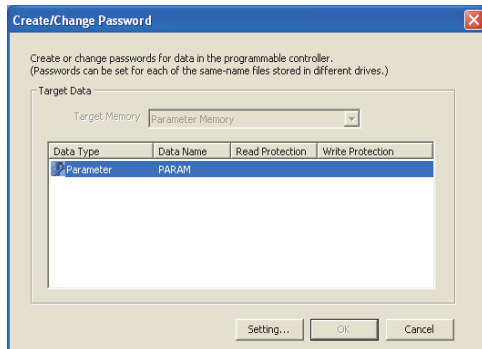 Create/Change Password
Create or change passwords for data in the programmable controller.
(Passwords can be set for each of the same-name files stored in different drives.)
Target Data
Target Memory Parameter Memory
Data Type Data Name Read Protection Write Protection
Parameter PARAM
Setting... OK Cancel